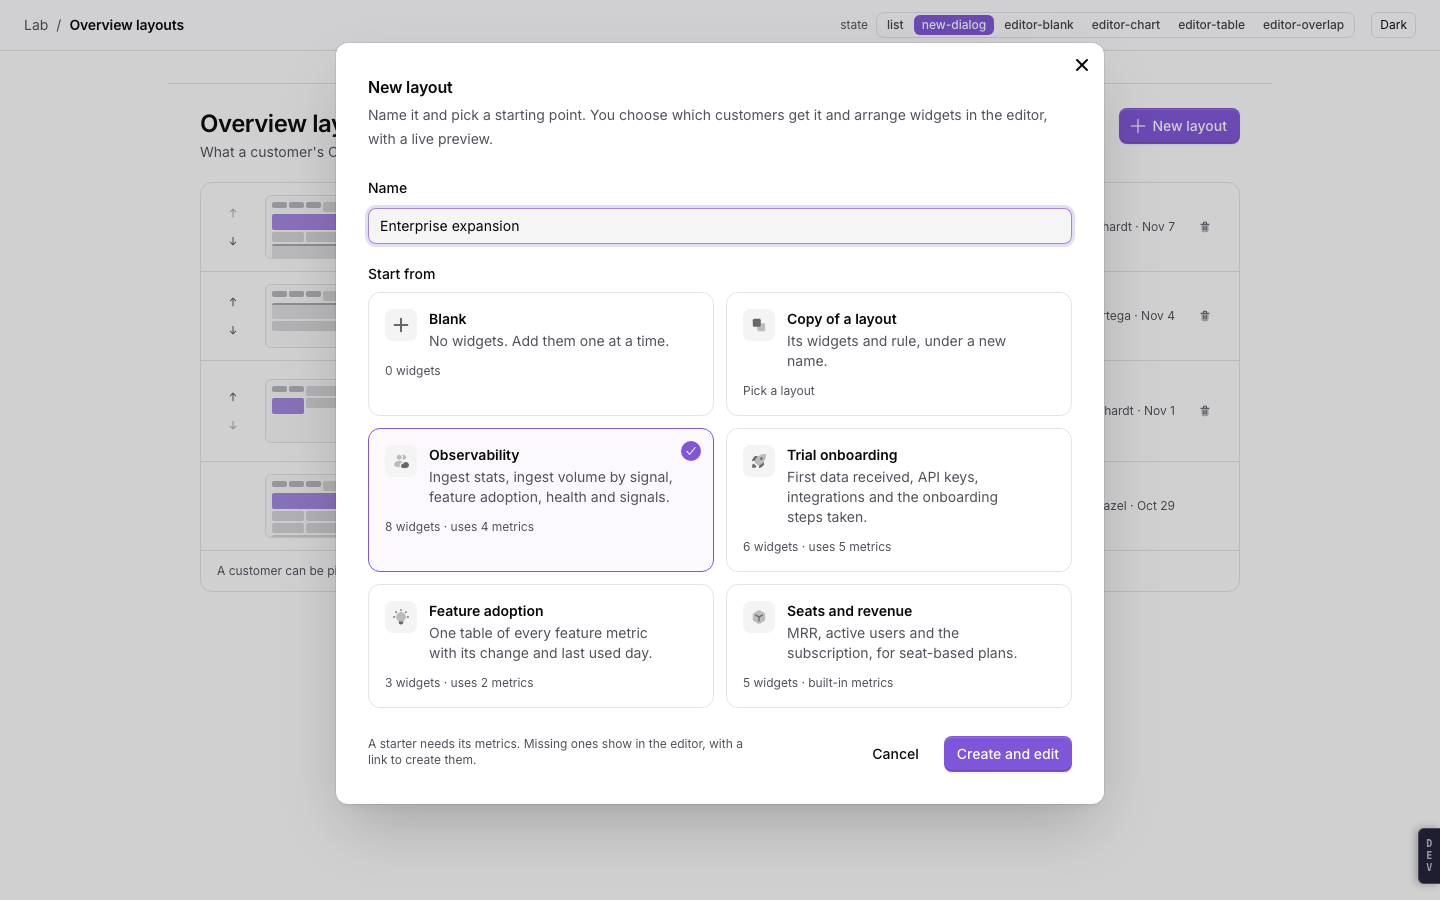 Lab / Overview layouts
state list new-dialog editor-blank editor-chart editor-table editor-overlap Dark
New layout
Name it and pick a starting point. You choose which customers get it and arrange widgets in the editor,
with a live preview.
Overview lay
What a customer's C
New layout
Name
Enterprise expansion
Start from
Blank
No widgets. Add them one at a time.
0 widgets
Copy of a layout
Its widgets and rule, under a new
name.
Pick a layout
Observability
Ingest stats, ingest volume by signal,
feature adoption, health and signals.
8 widgets · uses 4 metrics
Trial onboarding
First data received, API keys,
integrations and the onboarding
steps taken.
6 widgets · uses 5 metrics
Feature adoption
One table of every feature metric
with its change and last used day.
3 widgets · uses 2 metrics
Seats and revenue
MRR, active users and the
subscription, for seat-based plans.
5 widgets · built-in metrics
A starter needs its metrics. Missing ones show in the editor, with a
link to create them.
Cancel
Create and edit
hardt · Nov 7
rtega · Nov 4
hardt · Nov 1
azel · Oct 29
A customer can be pi
DEV